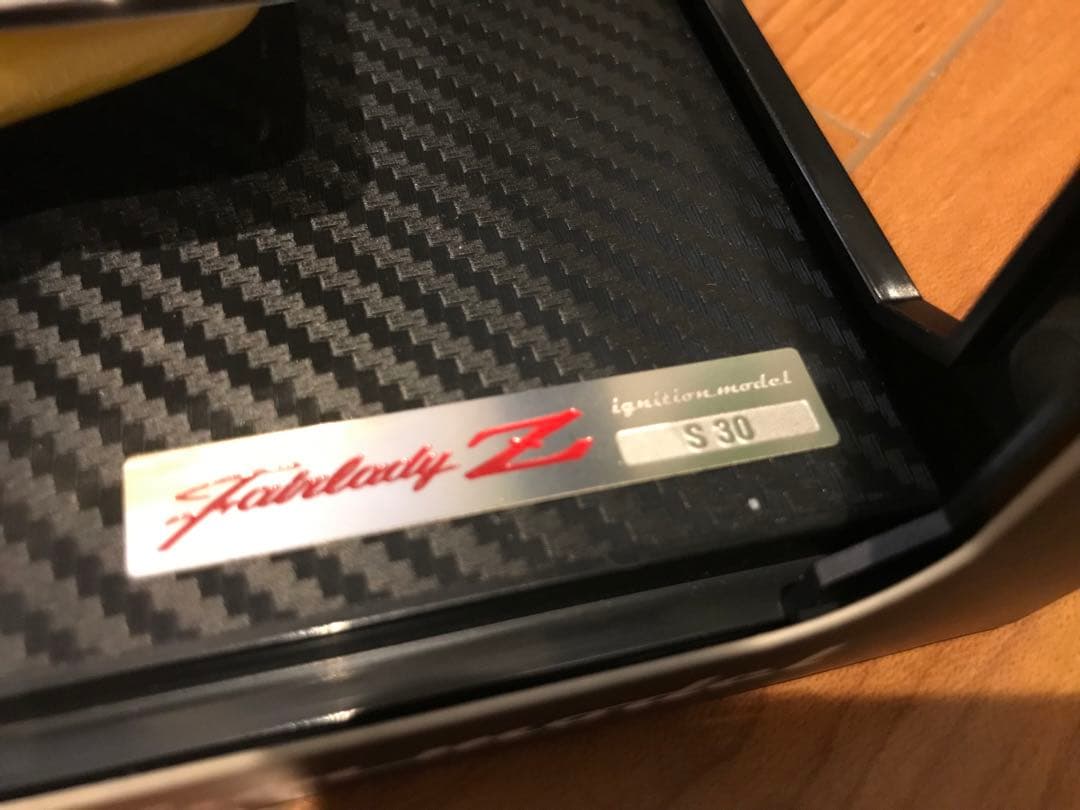 Fairlady Z
ignition model
S 30